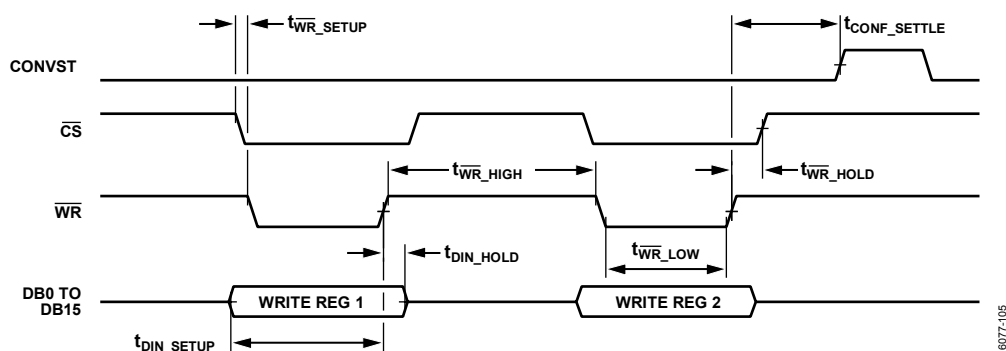 tWR_SETUP
tCONF_SETTLE
CONVST
CS
tWR_HIGH
tWR_HOLD
WR
tDIN_HOLD
tWR_LOW
DB0 TO
DB15
WRITE REG 1
WRITE REG 2
tDIN_SETUP
6077-105